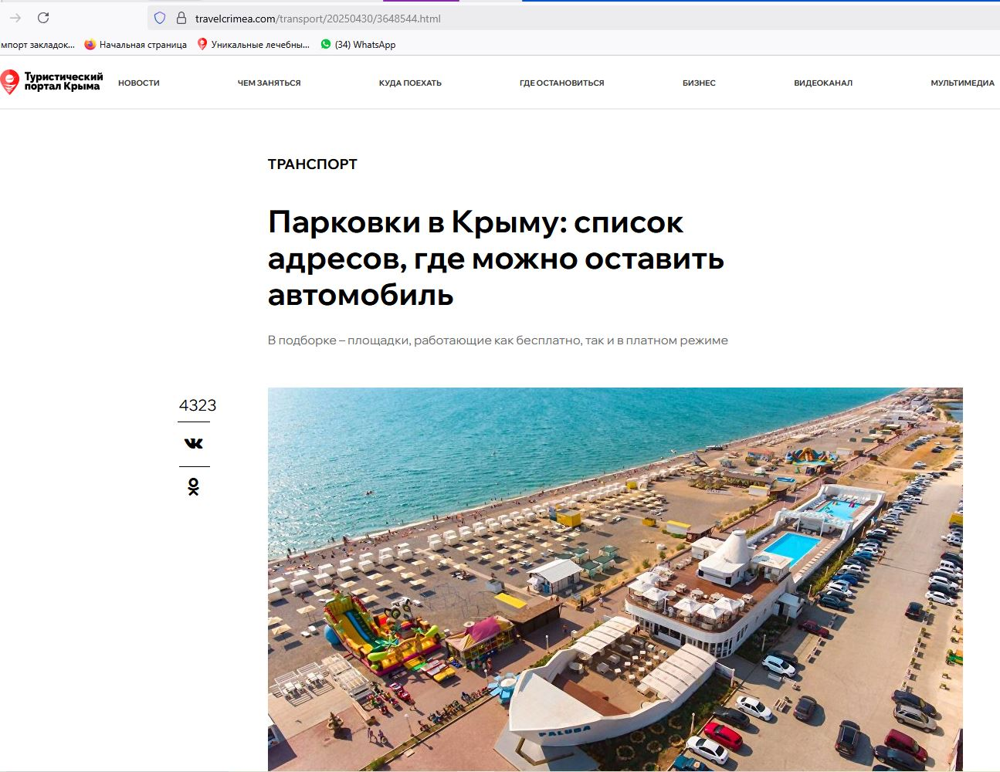 travelcrimea.com/transport/20250430/3648544.html
мпорт закладок... Начальная страница Уникальные лечебны... (34) WhatsApp
Туристический
портал Крыма
НОВОСТИ ЧЕМ ЗАНЯТЬСЯ КУДА ПОЕХАТЬ ГДЕ ОСТАНОВИТЬСЯ БИЗНЕС ВИДЕОКАНАЛ МУЛЬТИМЕДИА
ТРАНСПОРТ
Парковки в Крыму: список
адресов, где можно оставить
автомобиль
В подборке – площадки, работающие как бесплатно, так и в платном режиме
4323
PALUBA